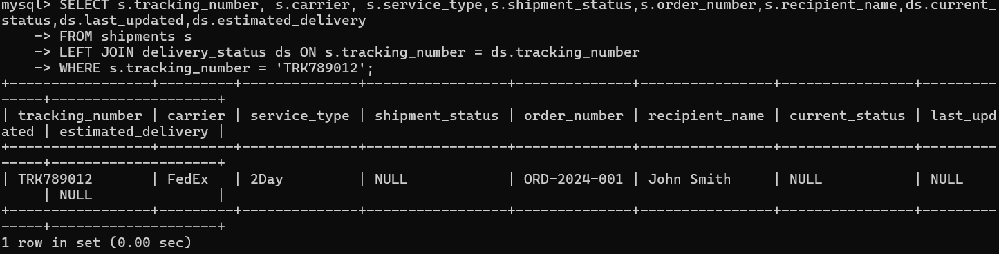 mysql> SELECT s.tracking_number, s.carrier, s.service_type,s.shipment_status,s.order_number,s.recipient_name,ds.current_
status,ds.last_updated,ds.estimated_delivery
    -> FROM shipments s
    -> LEFT JOIN delivery_status ds ON s.tracking_number = ds.tracking_number
    -> WHERE s.tracking_number = 'TRK789012';
+-----------------+---------+--------------+-----------------+--------------+----------------+----------------+---------
-----+--------------------+
| tracking_number | carrier | service_type | shipment_status | order_number | recipient_name | current_status | last_upd
ated | estimated_delivery |
+-----------------+---------+--------------+-----------------+--------------+----------------+----------------+---------
-----+--------------------+
| TRK789012       | FedEx   | 2Day         | NULL            | ORD-2024-001 | John Smith     | NULL           | NULL
     | NULL               |
+-----------------+---------+--------------+-----------------+--------------+----------------+----------------+---------
-----+--------------------+
1 row in set (0.00 sec)